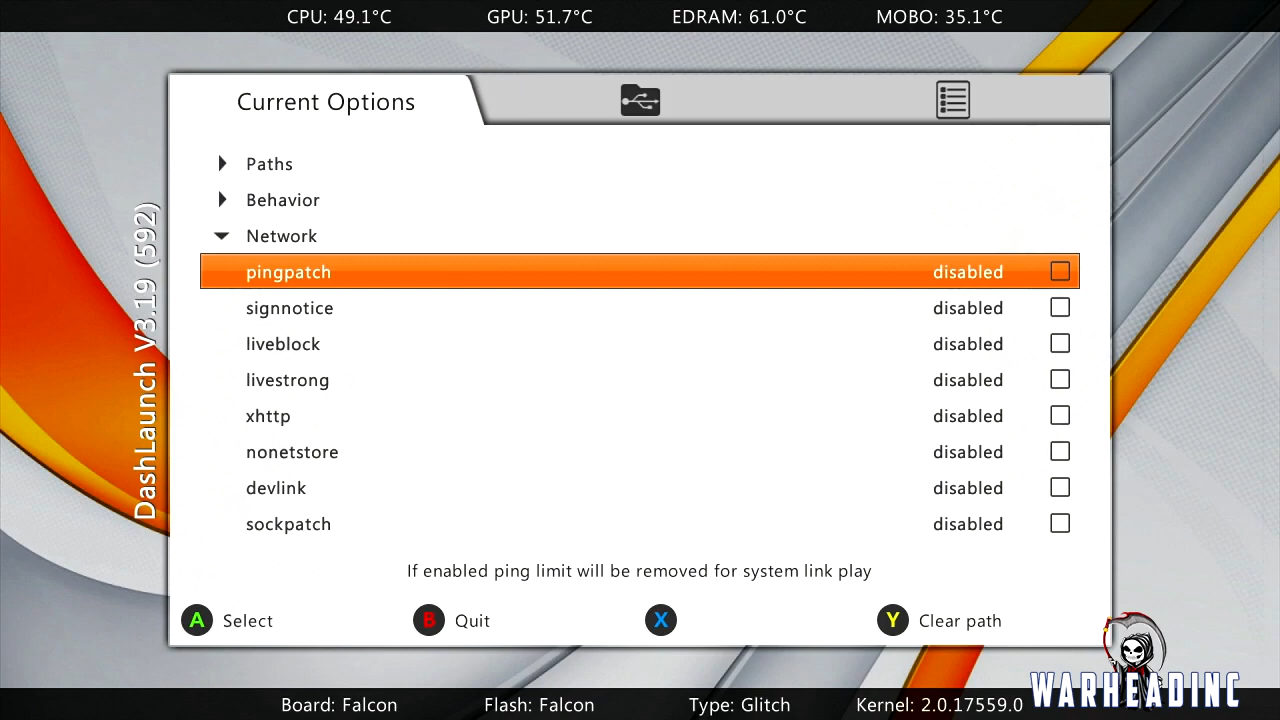 CPU: 49.1°C GPU: 51.7°C EDRAM: 61.0°C MOBO: 35.1°C
Current Options
DashLaunch V3.19 (592)
Paths
Behavior
Network
pingpatch disabled
signnotice disabled
liveblock disabled
livestrong disabled
xhttp disabled
nonetstore disabled
devlink disabled
sockpatch disabled
If enabled ping limit will be removed for system link play
A Select B Quit X Y Clear path
Board: Falcon Flash: Falcon Type: Glitch Kernel: 2.0.17559.0
WARHEADINC